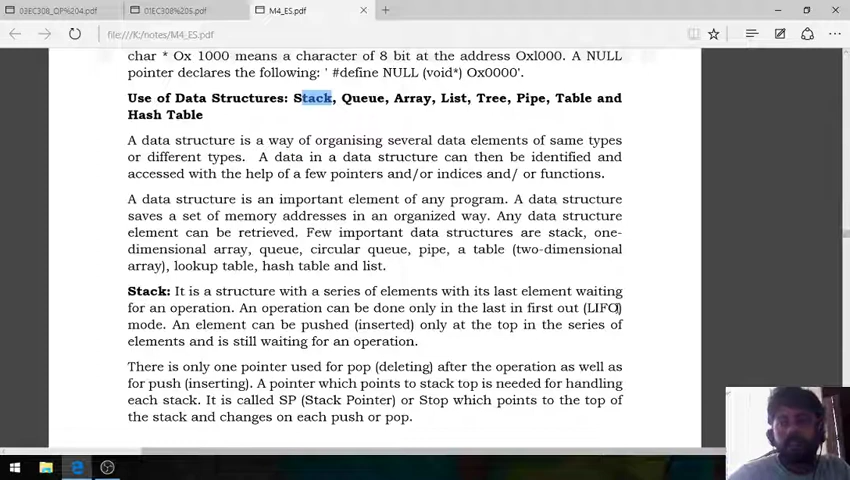 03EC308_QP%204.pdf
01EC308%205.pdf
M4_ES.pdf
file:///K:/notes/M4_ES.pdf
char * Ox 1000 means a character of 8 bit at the address Oxl000. A NULL
pointer declares the following: ' #define NULL (void*) Ox0000'.
Use of Data Structures: Stack, Queue, Array, List, Tree, Pipe, Table and
Hash Table
A data structure is a way of organising several data elements of same types
or different types. A data in a data structure can then be identified and
accessed with the help of a few pointers and/or indices and/ or functions.
A data structure is an important element of any program. A data structure
saves a set of memory addresses in an organized way. Any data structure
element can be retrieved. Few important data structures are stack, one-
dimensional array, queue, circular queue, pipe, a table (two-dimensional
array), lookup table, hash table and list.
Stack: It is a structure with a series of elements with its last element waiting
for an operation. An operation can be done only in the last in first out (LIFO)
mode. An element can be pushed (inserted) only at the top in the series of
elements and is still waiting for an operation.
There is only one pointer used for pop (deleting) after the operation as well as
for push (inserting). A pointer which points to stack top is needed for handling
each stack. It is called SP (Stack Pointer) or Stop which points to the top of
the stack and changes on each push or pop.